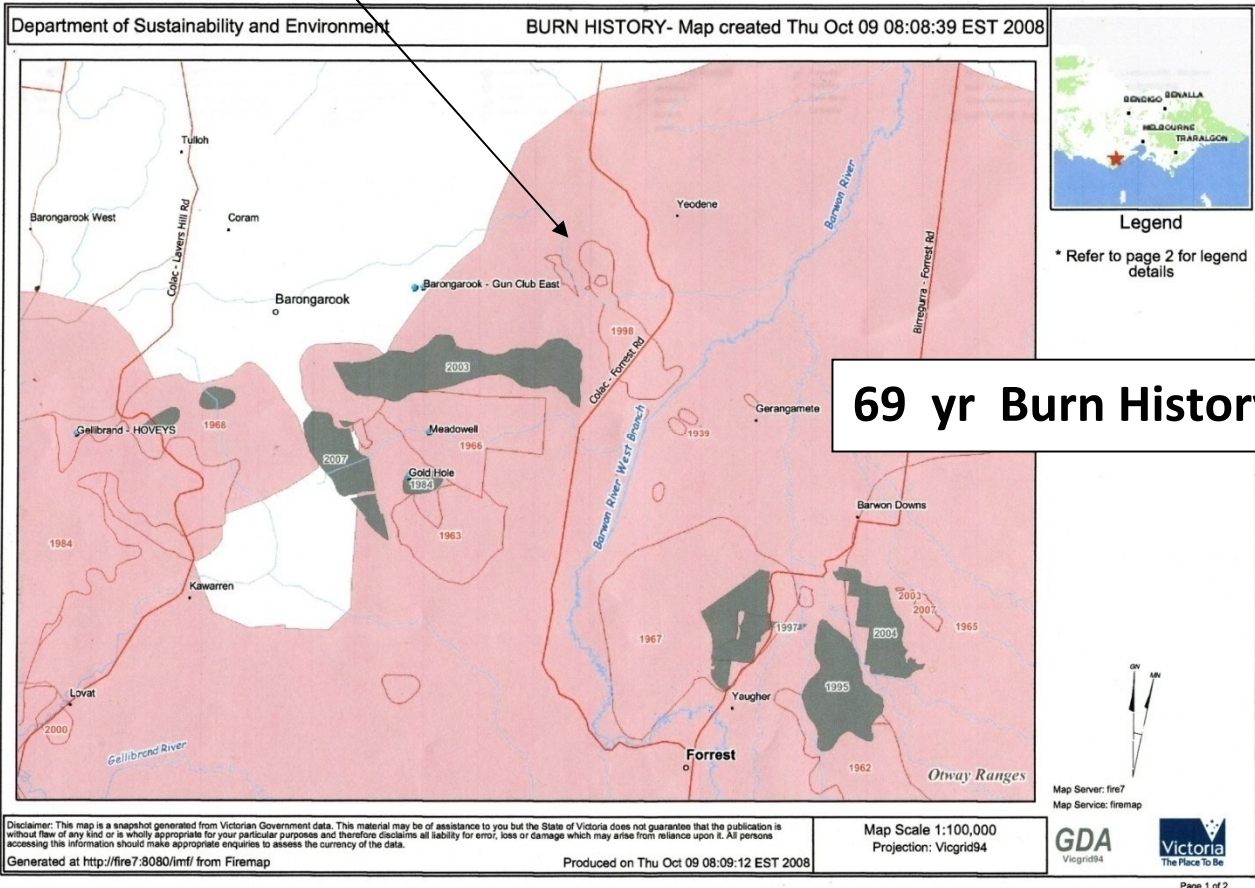 Department of Sustainability and Environment
BURN HISTORY- Map created Thu Oct 09 08:08:39 EST 2008
BENDIGO
BENALLA
MELBOURNE
TRARALGON
Legend
* Refer to page 2 for legend
details
Tulloh
Barongarook West
Coram
Colac - Lavers Hill Rd
Barongarook
Barongarook - Gun Club East
Yeodene
Barwon River
Birregurra - Forrest Rd
1998
Colac - Forrest Rd
2003
69 yr Burn History
Gellibrand - HOVEYS
1968
Meadowell
1966
2007
Gold Hole
1984
1963
Barwon River West Branch
1939
Gerangamete
Barwon Downs
1984
Kawarren
1967
1997
2003
2007
2004
1965
1995
Lovat
2000
Yaugher
Gellibrand River
Forrest
1962
Otway Ranges
GN
MN
Map Server: fire7
Map Service: firemap
Disclaimer: This map is a snapshot generated from Victorian Government data. This material may be of assistance to you but the State of Victoria does not guarantee that the publication is
without flaw of any kind or is wholly appropriate for your particular purposes and therefore disclaims all liability for error, loss or damage which may arise from reliance upon it. All persons
accessing this information should make appropriate enquiries to assess the currency of the data.
Generated at http://fire7:8080/imf/ from Firemap
Produced on Thu Oct 09 08:09:12 EST 2008
Map Scale 1:100,000
Projection: Vicgrid94
GDA
Vicgrid94
Victoria
The Place To Be
Page 1 of 2